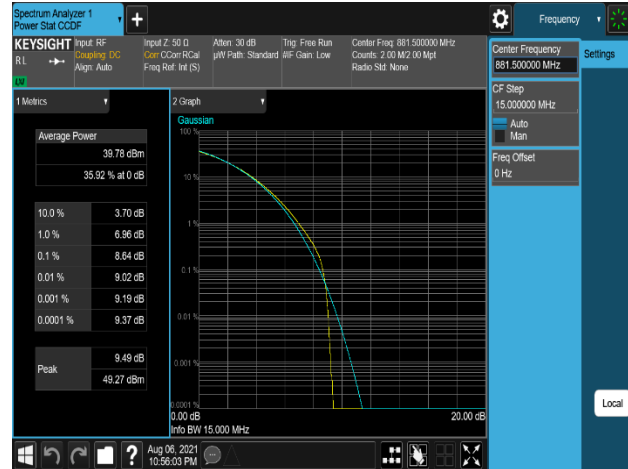 Spectrum Analyzer 1
Power Stat CCDF
Frequency
KEYSIGHT
Input: RF
Input Z: 50 Ω
Atten: 30 dB
Trig: Free Run
Center Freq: 881.500000 MHz
RL
Coupling: DC
Corr CCorr RCal
µW Path: Standard
#IF Gain: Low
Counts: 2.00 M/2.00 Mpt
Align: Auto
Freq Ref: Int (S)
Radio Std: None
LXI
Center Frequency
881.500000 MHz
Settings
CF Step
15.000000 MHz
Auto
Man
Freq Offset
0 Hz
1 Metrics
2 Graph
Gaussian
Average Power
39.78 dBm
35.92 % at 0 dB
10.0 % 3.70 dB
1.0 % 6.96 dB
0.1 % 8.64 dB
0.01 % 9.02 dB
0.001 % 9.19 dB
0.0001 % 9.37 dB
Peak
9.49 dB
49.27 dBm
100 %
10 %
1 %
0.1 %
0.01 %
0.001 %
0.0001 %
0.00 dB
20.00 dB
Info BW 15.000 MHz
Local
?
Aug 06, 2021
10:56:03 PM